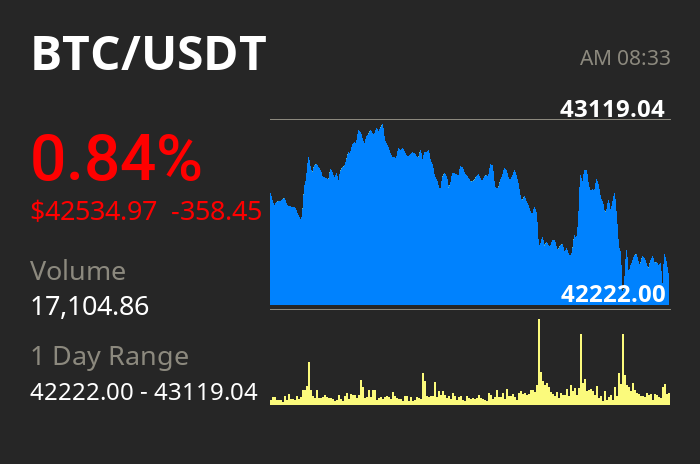 BTC/USDT
AM 08:33
43119.04
0.84%
$42534.97 -358.45
Volume
17,104.86
42222.00
1 Day Range
42222.00 - 43119.04